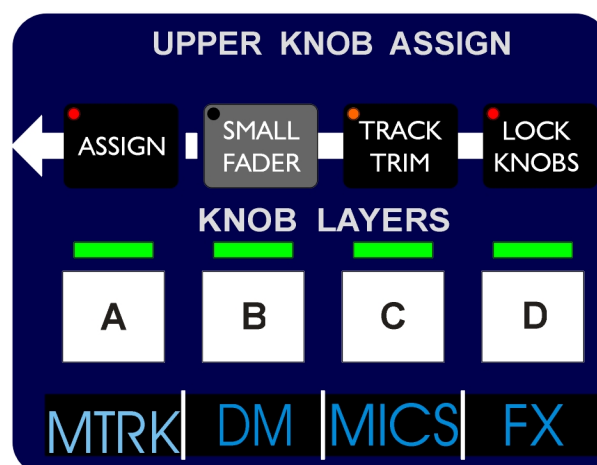 UPPER KNOB ASSIGN
ASSIGN
SMALL
FADER
TRACK
TRIM
LOCK
KNOBS
KNOB LAYERS
A B C D
MTRK DM MICS FX